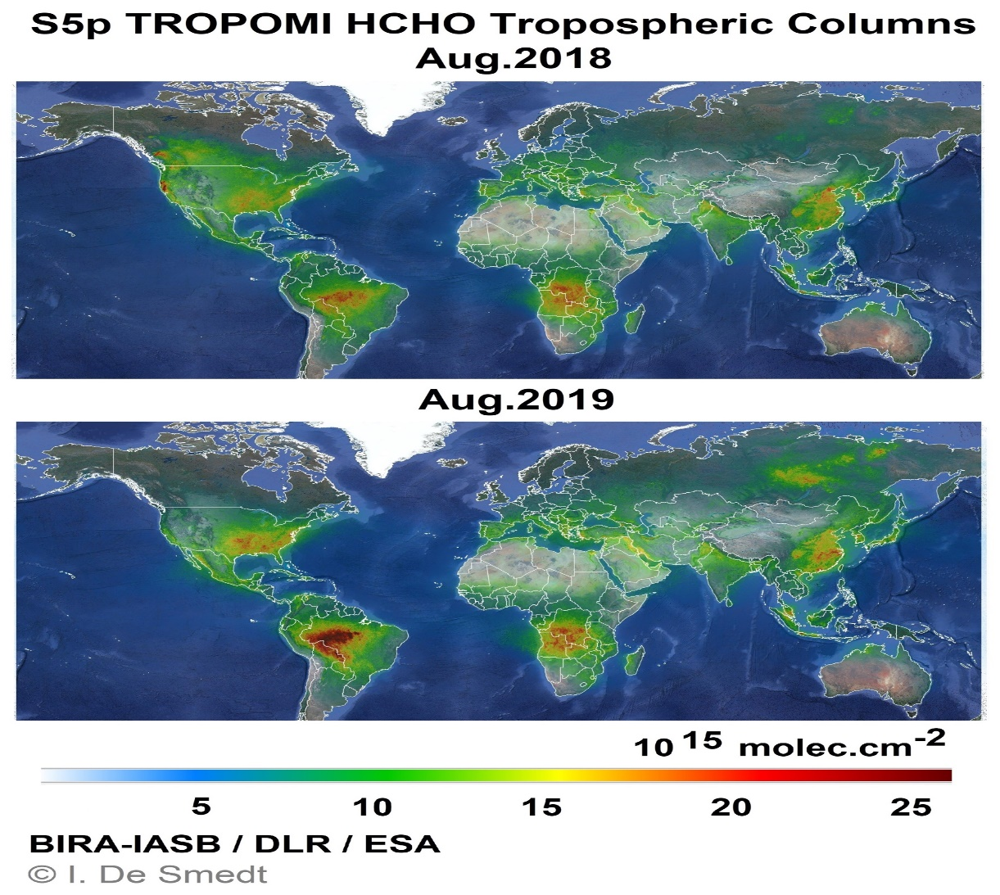 S5p TROPOMI HCHO Tropospheric Columns
Aug.2018
Aug.2019
10 15 molec.cm-2
5 10 15 20 25
BIRA-IASB / DLR / ESA
© I. De Smedt